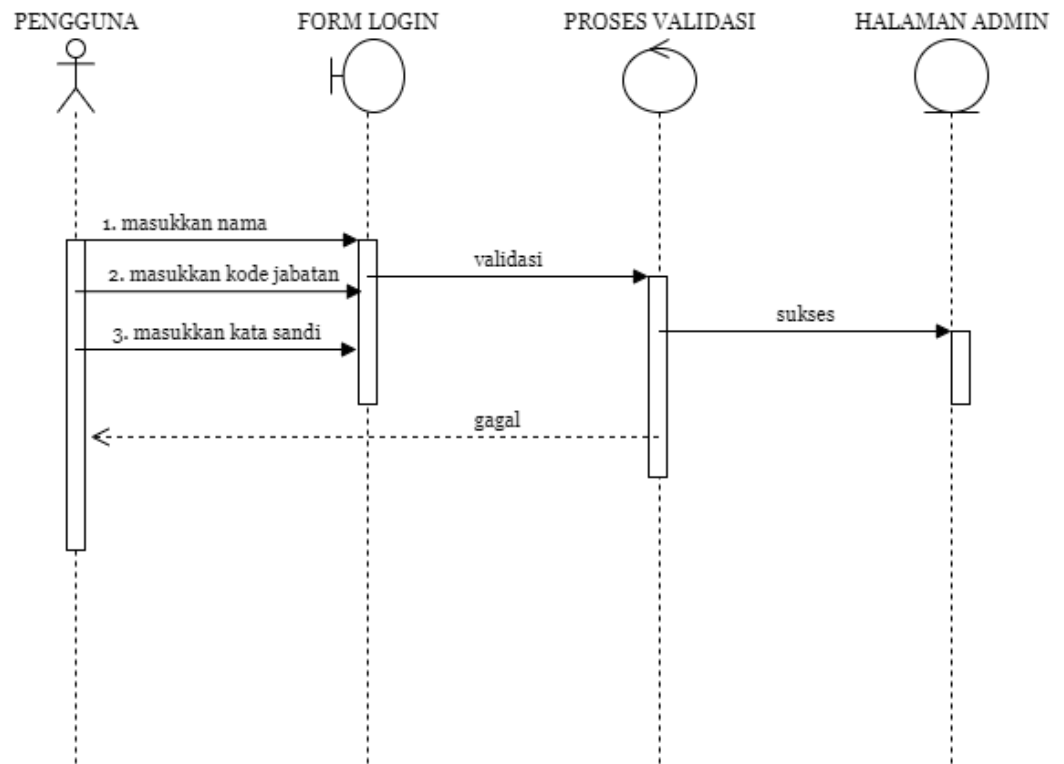 PENGGUNA
FORM LOGIN
PROSES VALIDASI
HALAMAN ADMIN
1. masukkan nama
validasi
2. masukkan kode jabatan
sukses
3. masukkan kata sandi
gagal